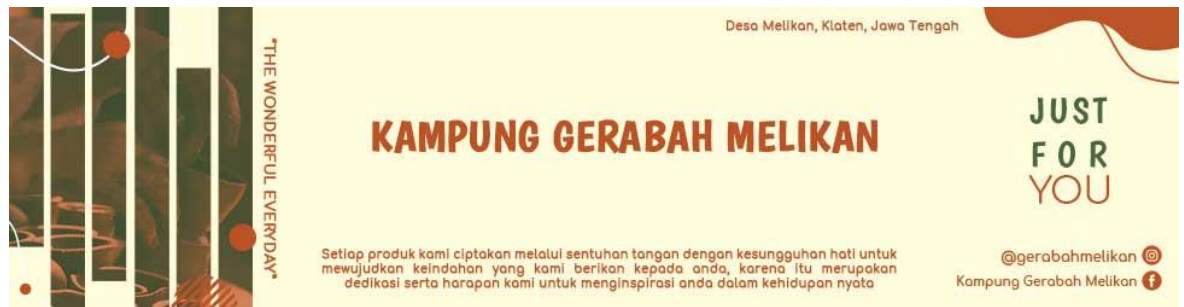 Desa Melikan, Klaten, Jawa Tengah
"THE WONDERFUL EVERYDAY"
KAMPUNG GERABAH MELIKAN
JUST
FOR
YOU
Setiap produk kami ciptakan melalui sentuhan tangan dengan kesungguhan hati untuk
mewujudkan keindahan yang kami berikan kepada anda, karena itu merupakan
dedikasi serta harapan kami untuk menginspirasi anda dalam kehidupan nyata
@gerabahmelikan
Kampung Gerabah Melikan